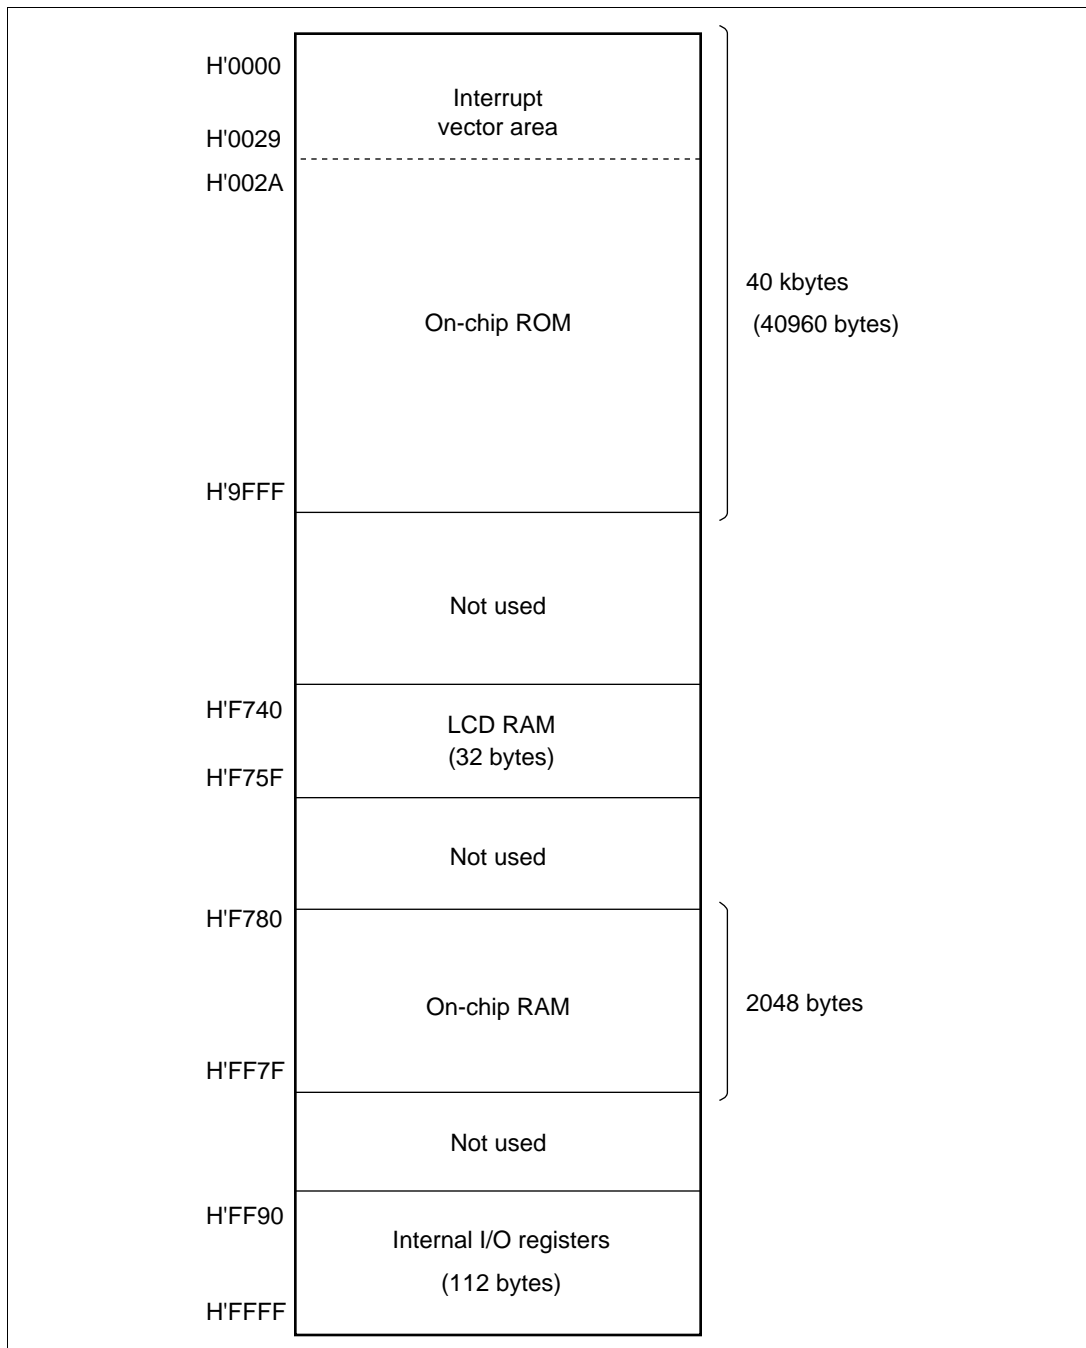 H'0000
Interrupt
vector area
H'0029
H'002A
40 kbytes
(40960 bytes)
On-chip ROM
H'9FFF
Not used
H'F740
LCD RAM
(32 bytes)
H'F75F
Not used
H'F780
On-chip RAM
2048 bytes
H'FF7F
Not used
H'FF90
Internal I/O registers
(112 bytes)
H'FFFF